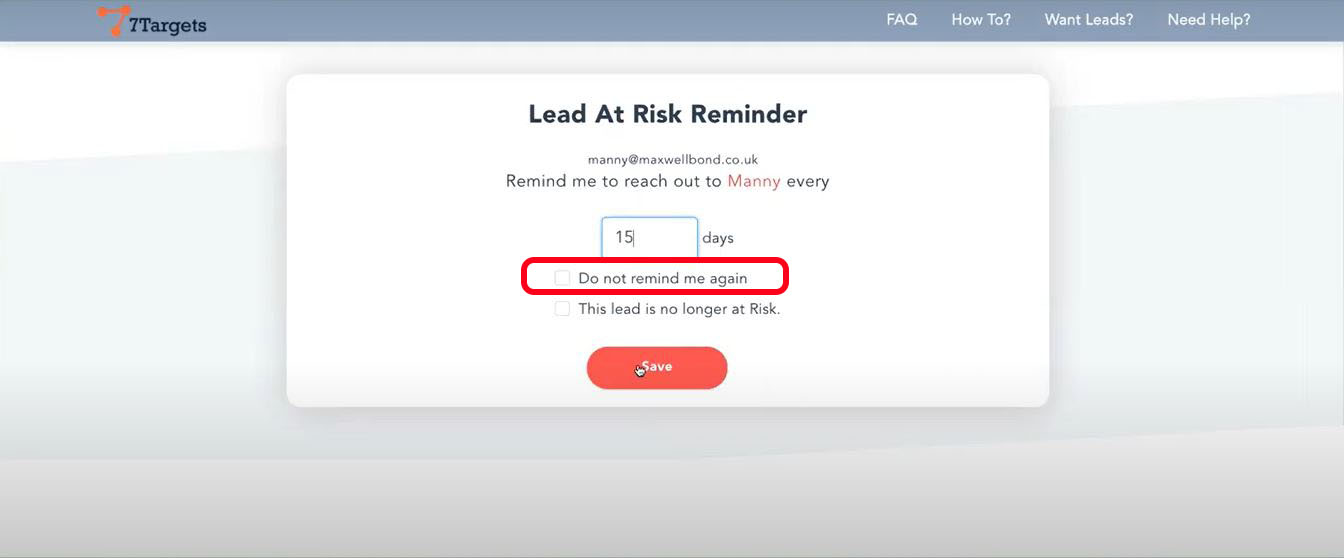 7Targets
FAQ How To? Want Leads? Need Help?
Lead At Risk Reminder
manny@maxwellbond.co.uk
Remind me to reach out to Manny every
15 days
Do not remind me again
This lead is no longer at Risk.
Save